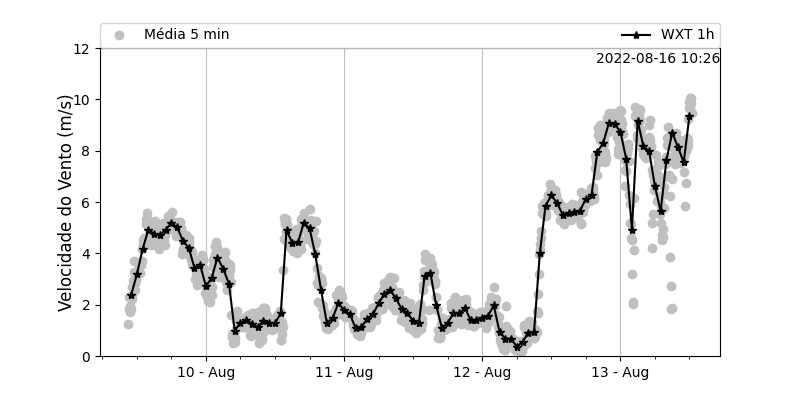 Média 5 min
WXT 1h
2022-08-16 10:26
Velocidade do Vento (m/s)
12
10
8
6
4
2
0
10 - Aug
11 - Aug
12 - Aug
13 - Aug